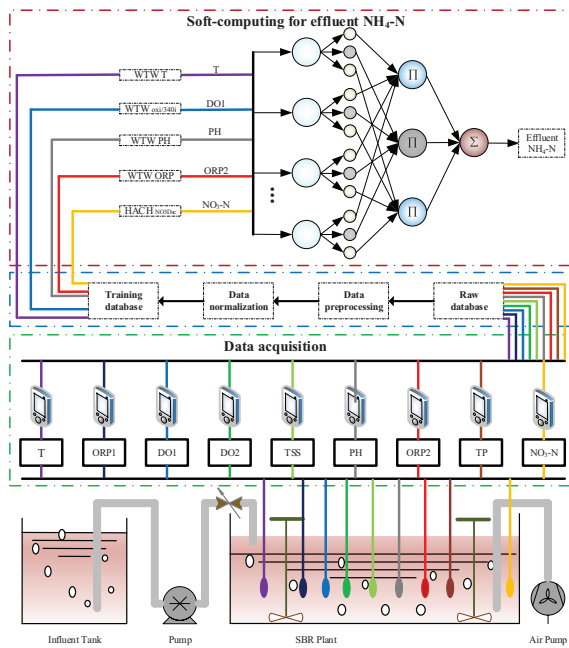 Soft-computing for effluent NH₄-N
WTW T
T
WTW oxi/340i
DO1
WTW PH
PH
WTW ORP
ORP2
HACH NO3Dsc
NO₃-N
...
∏
∏
∏
Σ
Effluent
NH₄-N
Training
database
Data
normalization
Data
preprocessing
Raw
database
Data acquisition
T
ORP1
DO1
DO2
TSS
PH
ORP2
TP
NO₃-N
Influent Tank
Pump
SBR Plant
Air Pump